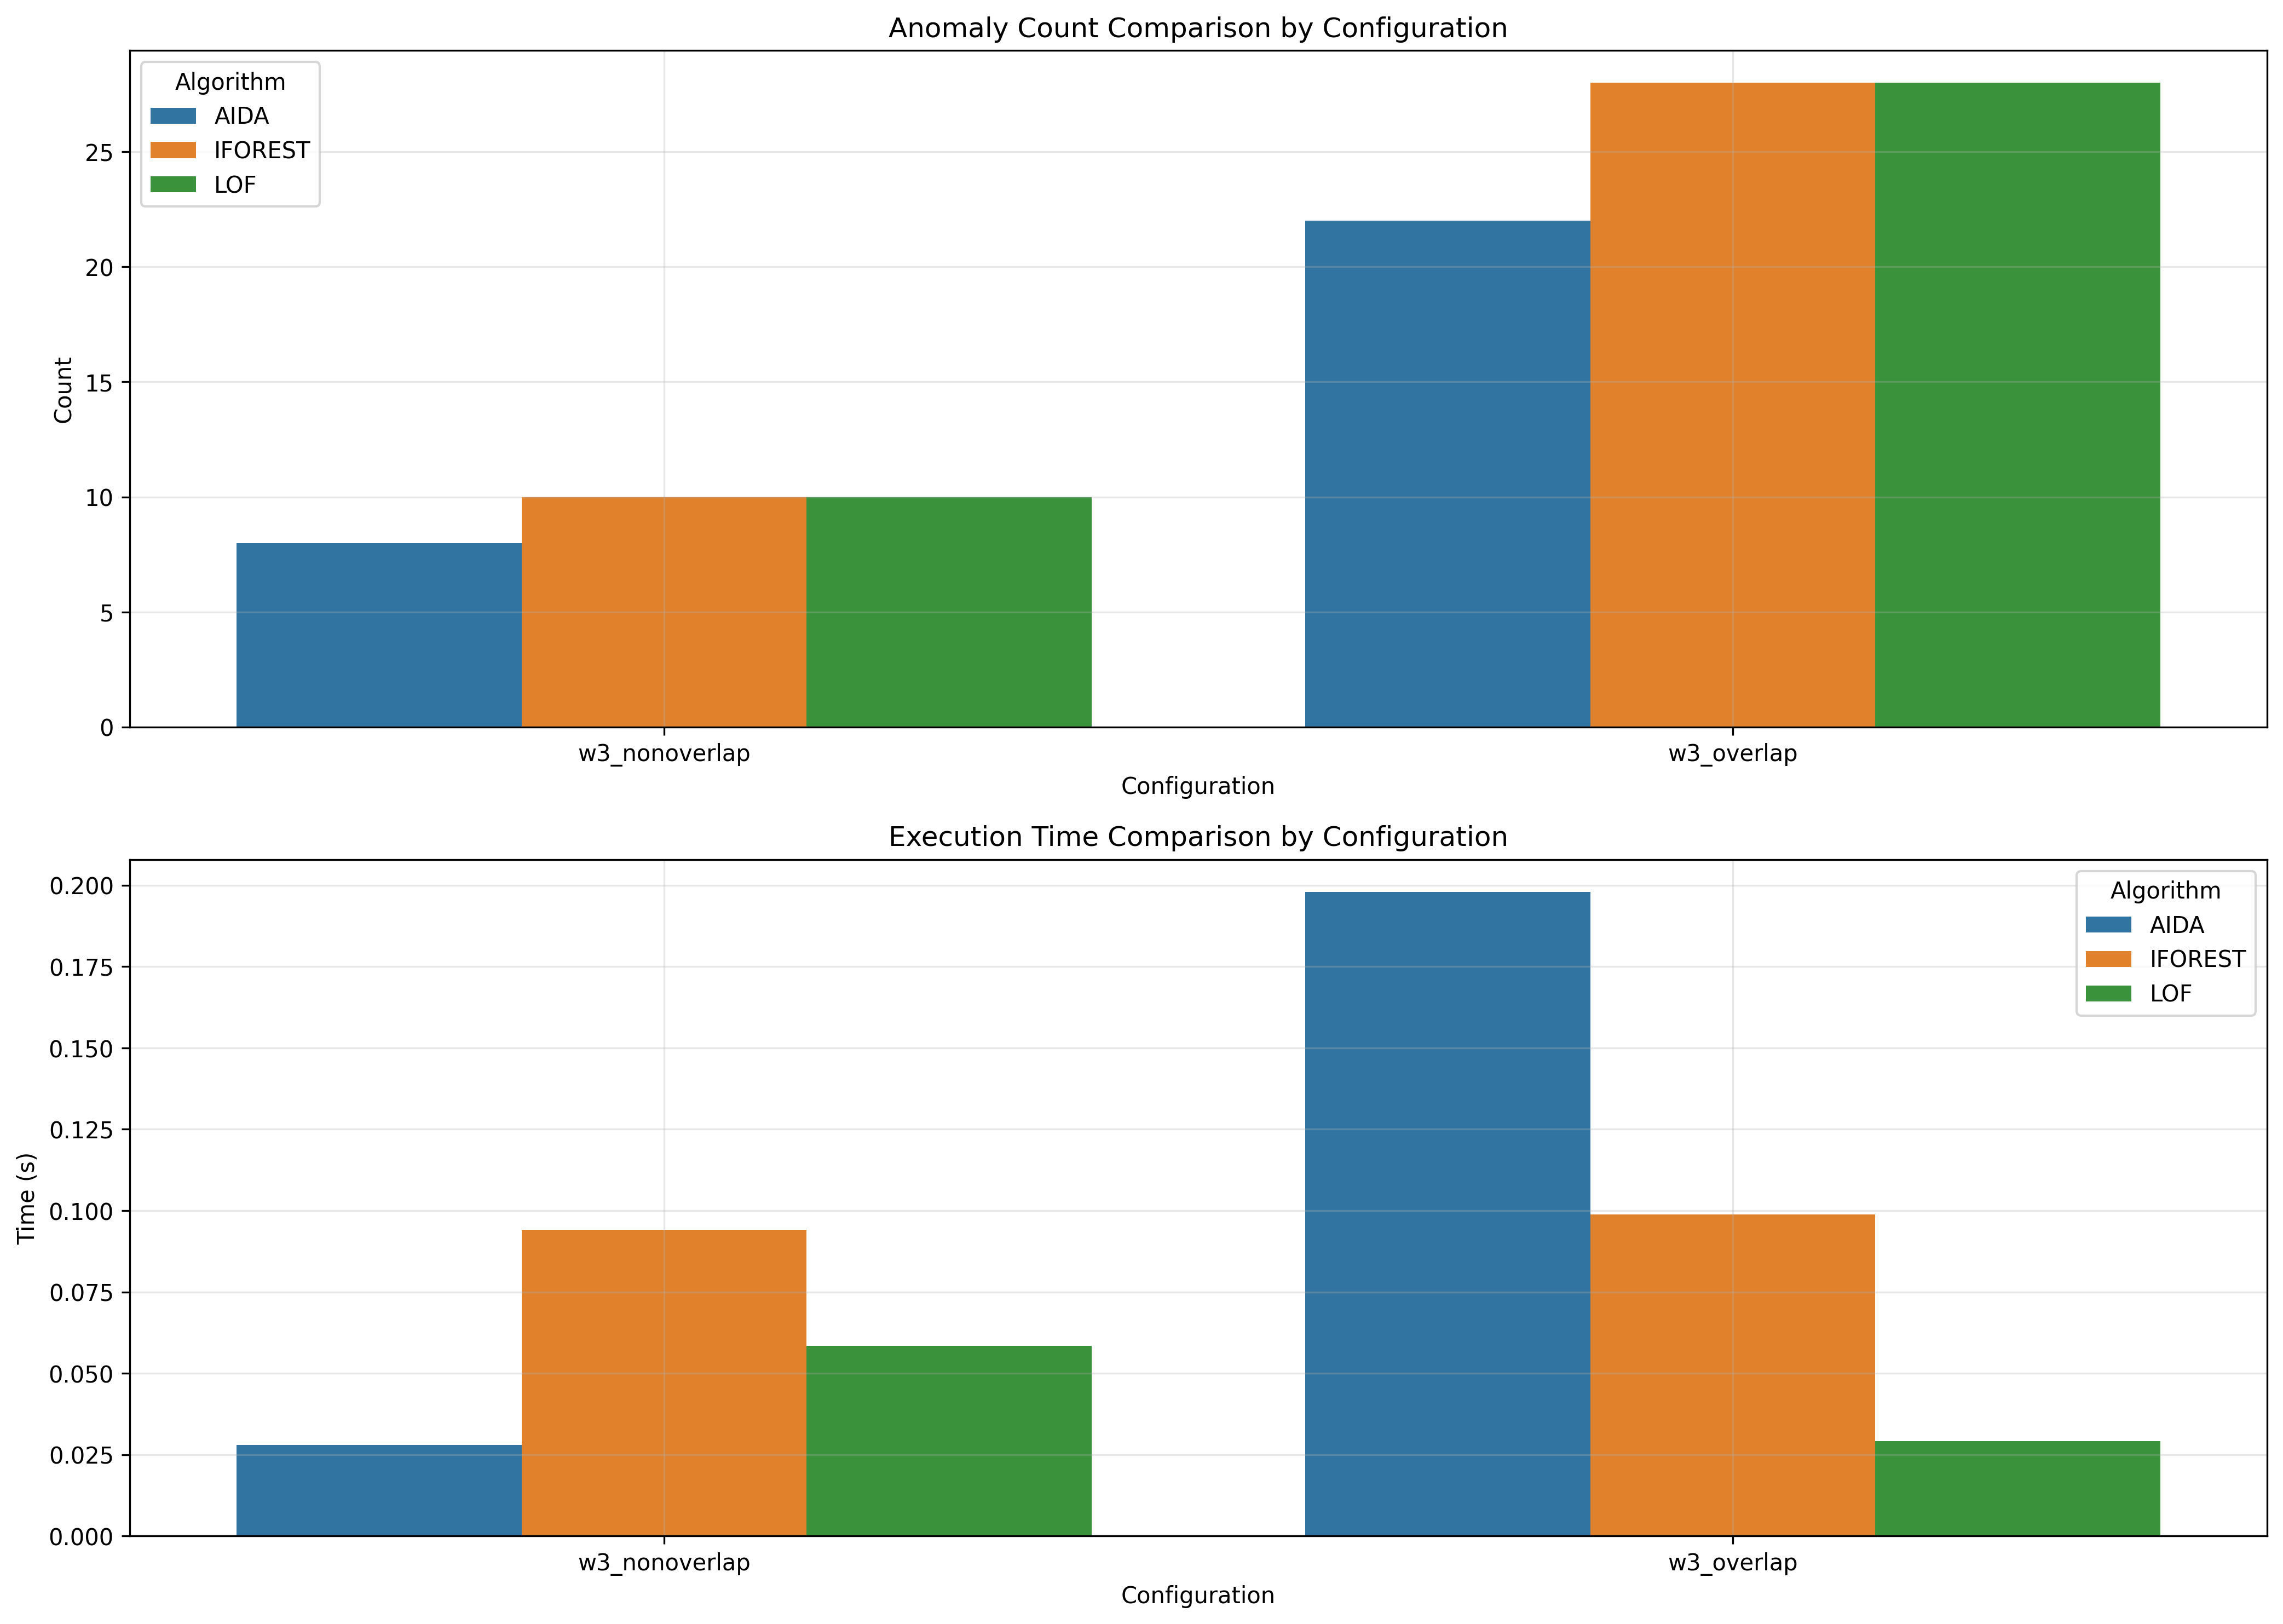 Anomaly Count Comparison by Configuration
Algorithm
AIDA
IFOREST
LOF
25
20
15
10
5
0
Count
w3_nonoverlap
w3_overlap
Configuration
Execution Time Comparison by Configuration
Algorithm
AIDA
IFOREST
LOF
0.200
0.175
0.150
0.125
0.100
0.075
0.050
0.025
0.000
Time (s)
w3_nonoverlap
w3_overlap
Configuration